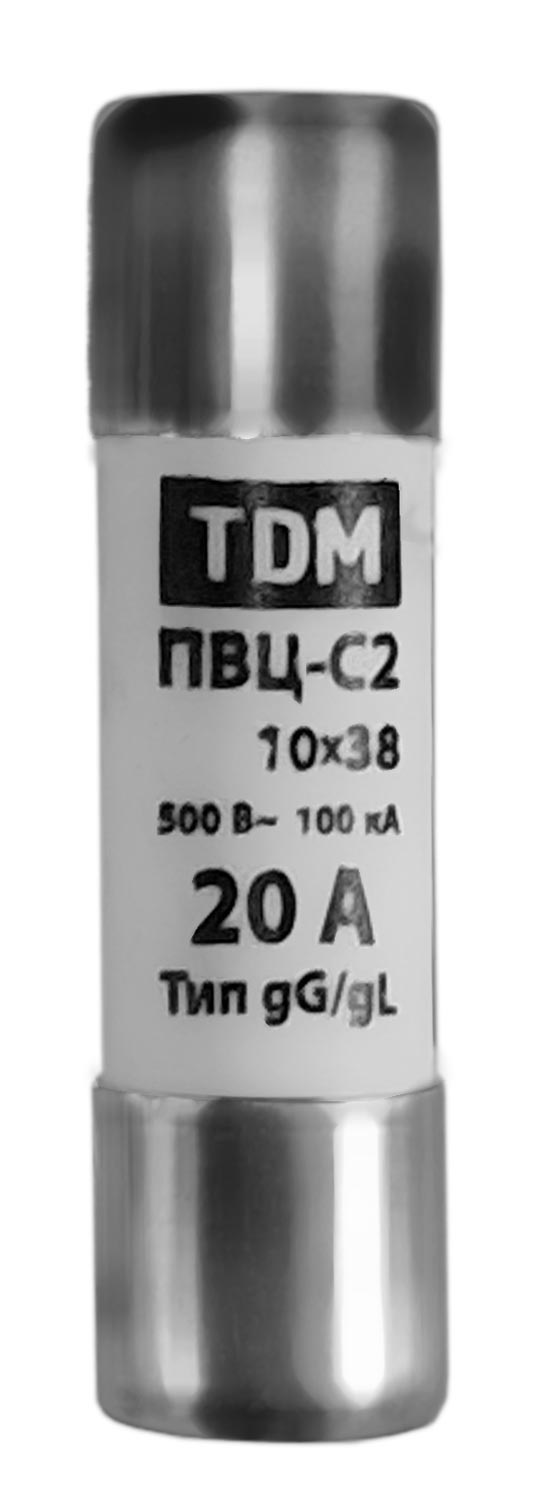 TDM
ПВЦ-С2
10x38
500 В~ 100 кА
20 А
Тип gG/gL